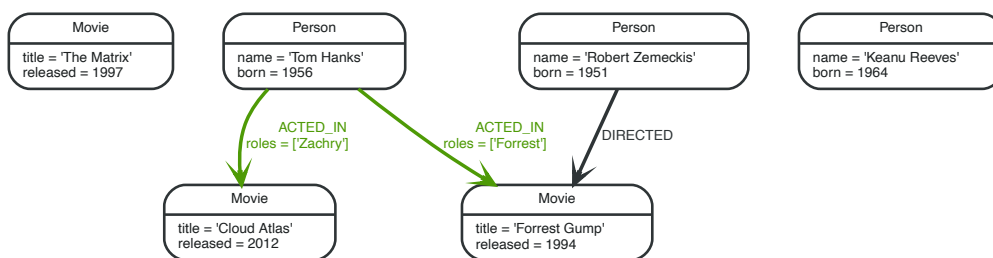 Movie
title = 'The Matrix'
released = 1997
Person
name = 'Tom Hanks'
born = 1956
Person
name = 'Robert Zemeckis'
born = 1951
Person
name = 'Keanu Reeves'
born = 1964
ACTED_IN
roles = ['Zachry']
ACTED_IN
roles = ['Forrest']
DIRECTED
Movie
title = 'Cloud Atlas'
released = 2012
Movie
title = 'Forrest Gump'
released = 1994